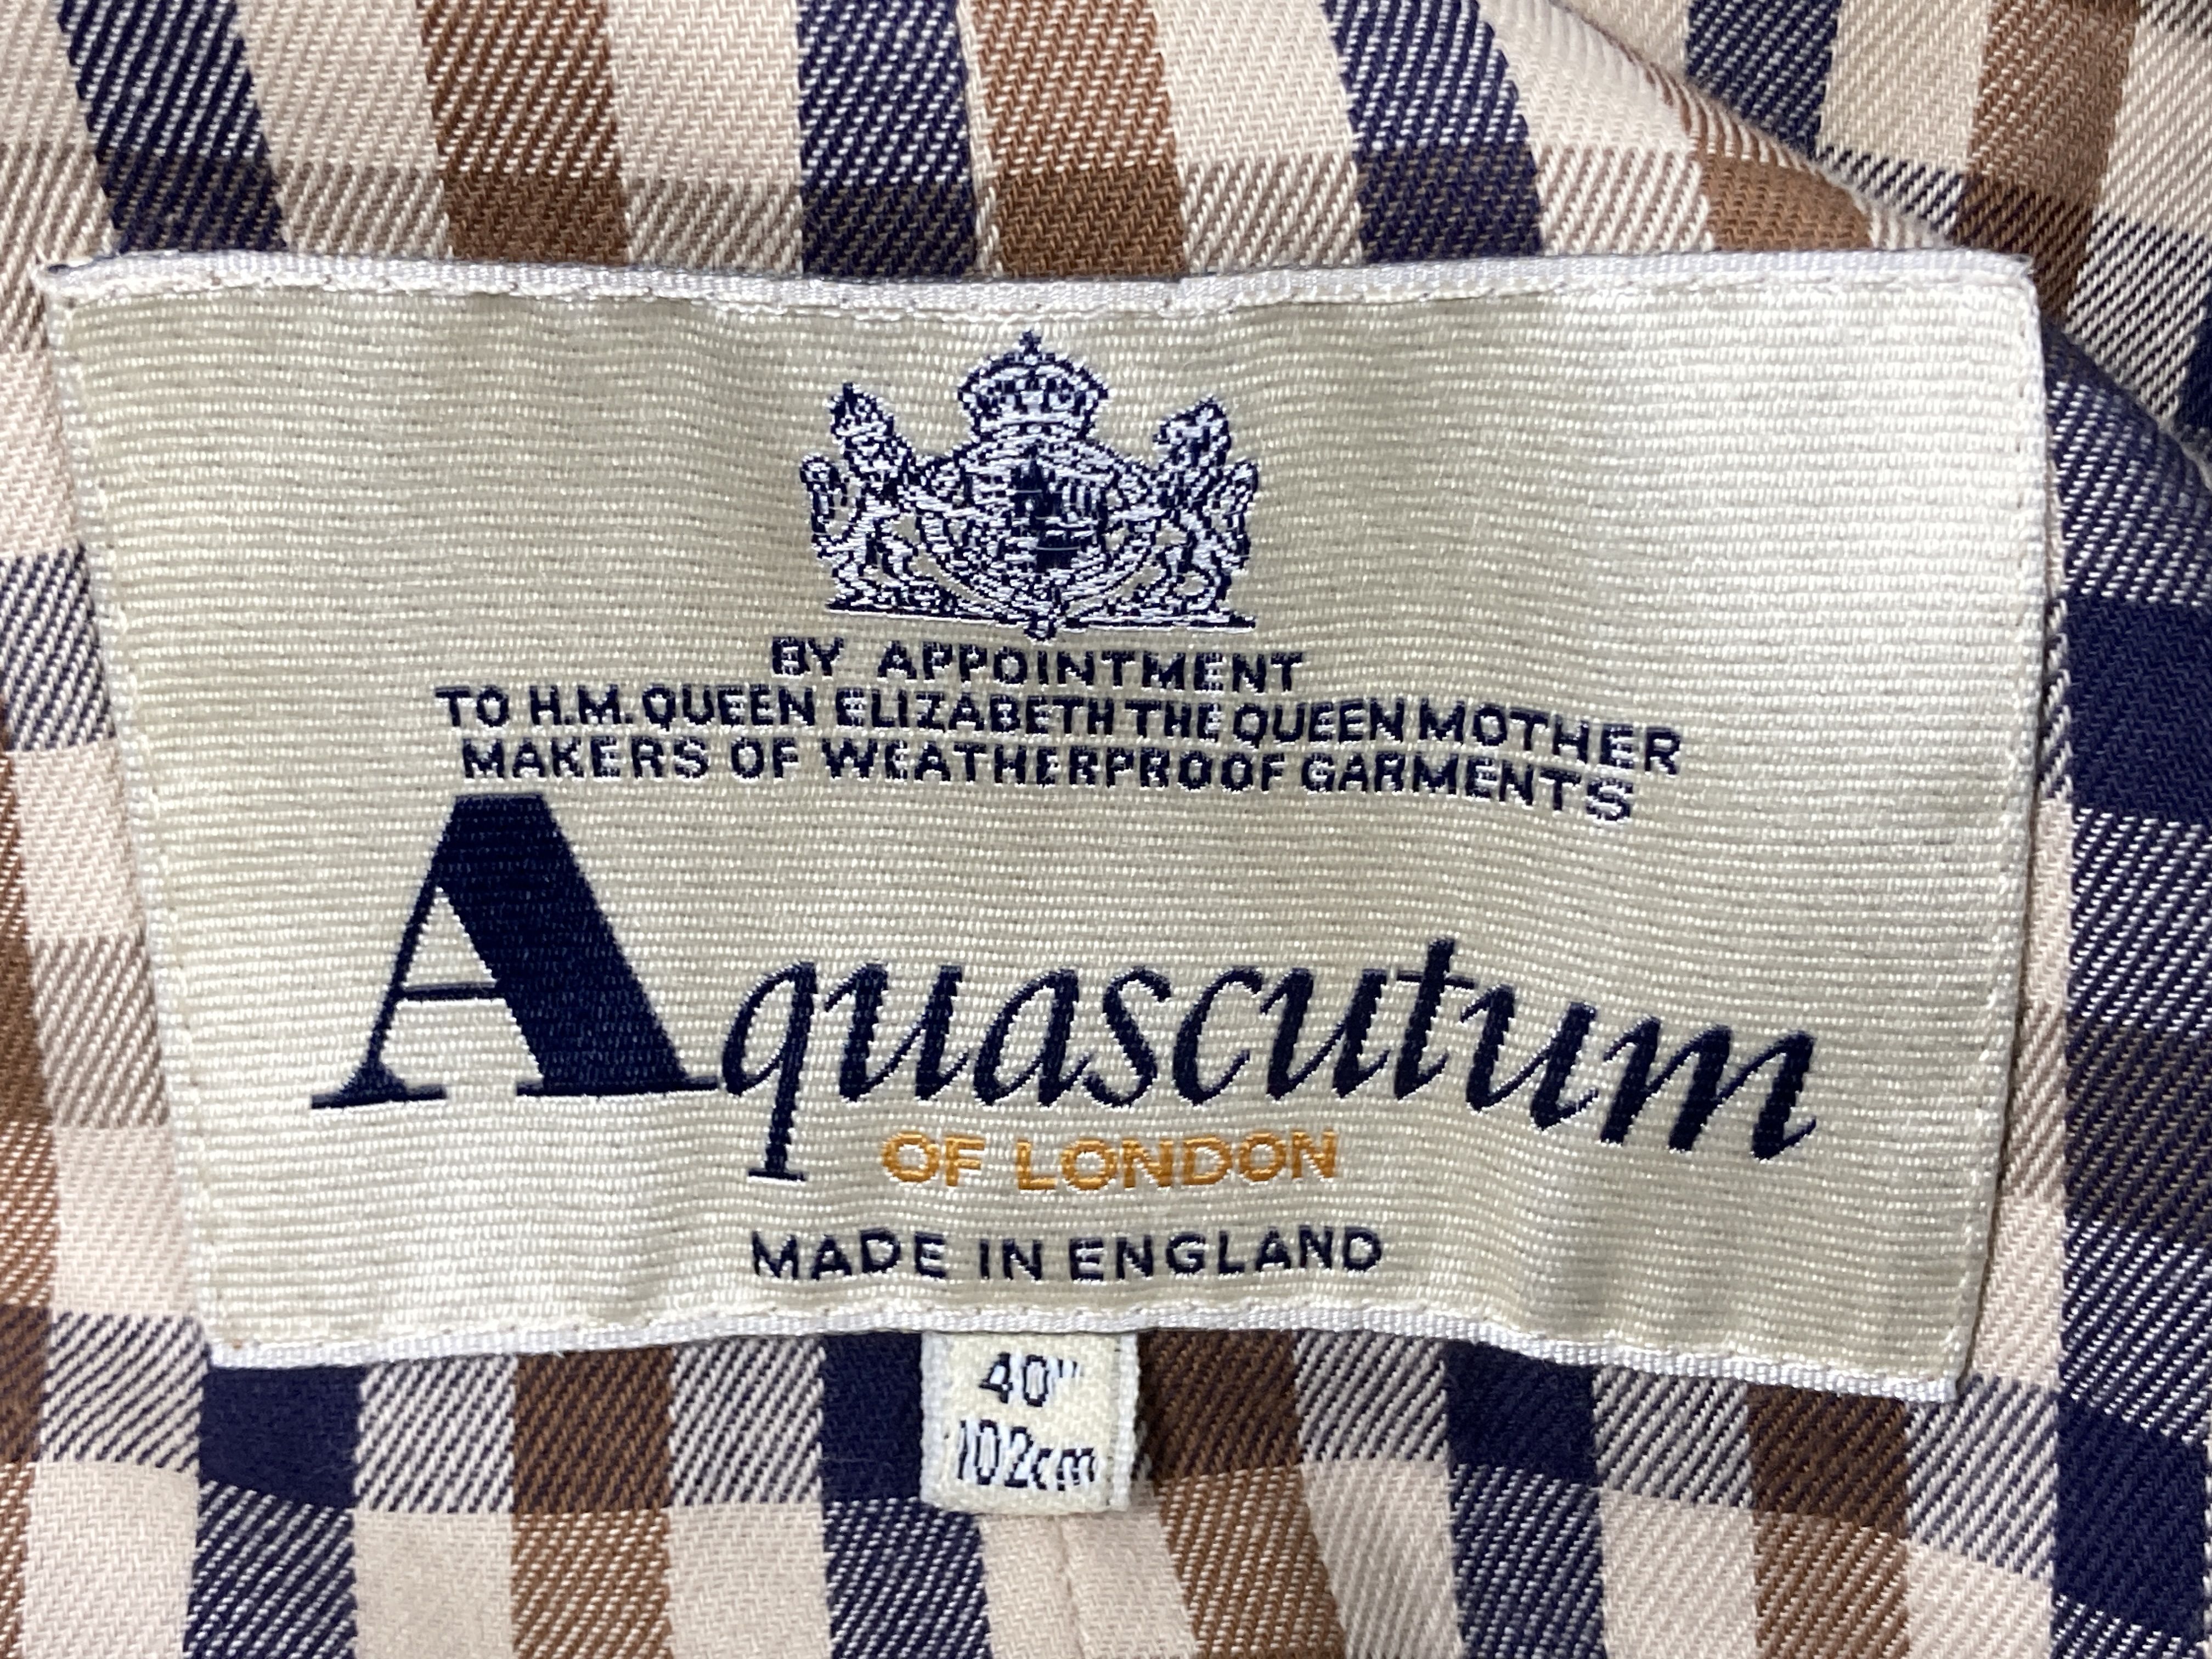 BY APPOINTMENT
TO H.M. QUEEN ELIZABETH THE QUEEN MOTHER
MAKERS OF WEATHERPROOF GARMENTS
Aquascutum
OF LONDON
MADE IN ENGLAND
40"
102cm